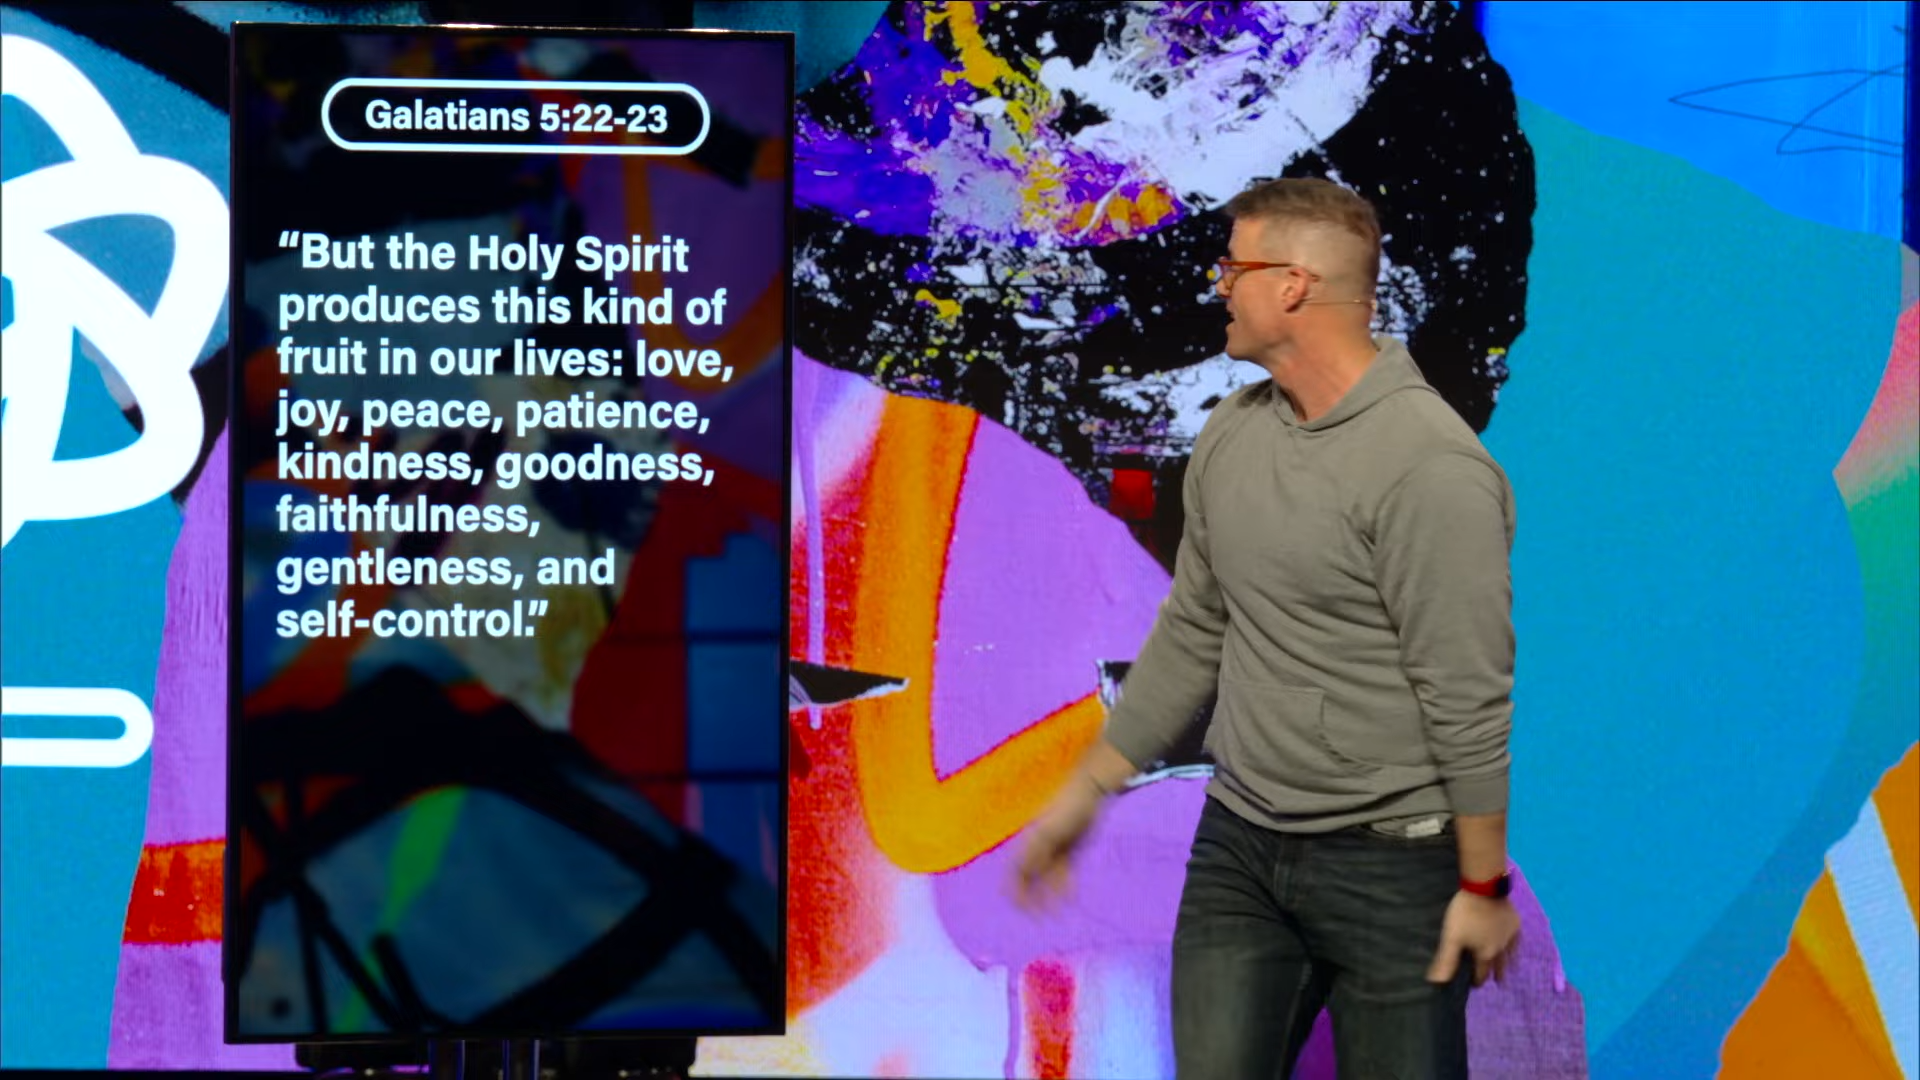 Galatians 5:22-23
“But the Holy Spirit
produces this kind of
fruit in our lives: love,
joy, peace, patience,
kindness, goodness,
faithfulness,
gentleness, and
self-control.”